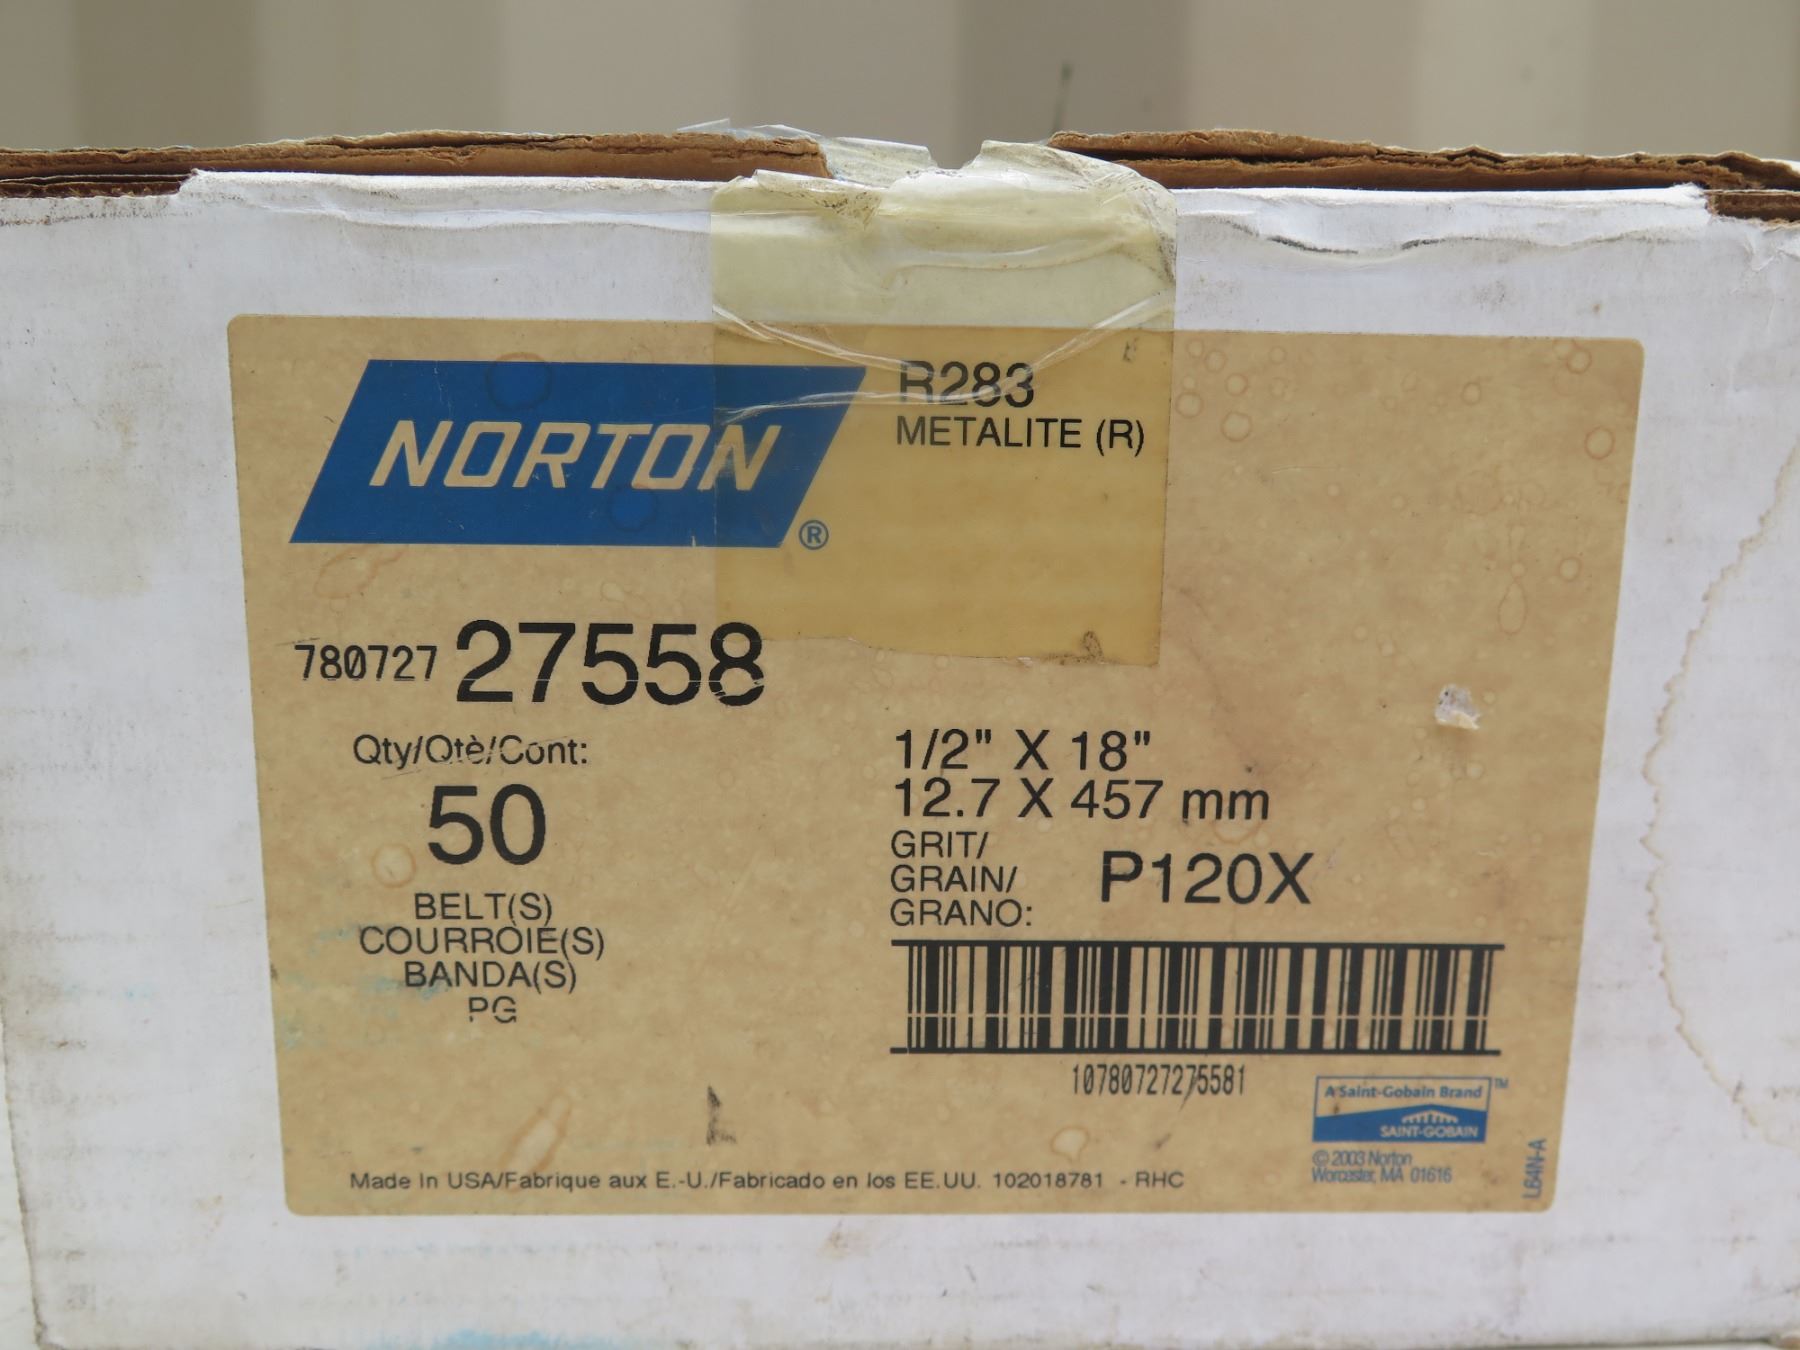 NORTON®
R283
METALITE (R)
780727 27558
Qty/Qtè/Cont:
50
BELT(S)
COURROIE(S)
BANDA(S)
PG
1/2" X 18"
12.7 X 457 mm
GRIT/
GRAIN/
GRANO:
P120X
10780727275581
A Saint-Gobain Brand™
SAINT-GOBAIN
© 2003 Norton
Worcester, MA 01616
L64N-A
Made In USA/Fabrique aux E.-U./Fabricado en los EE.UU. 102018781 - RHC